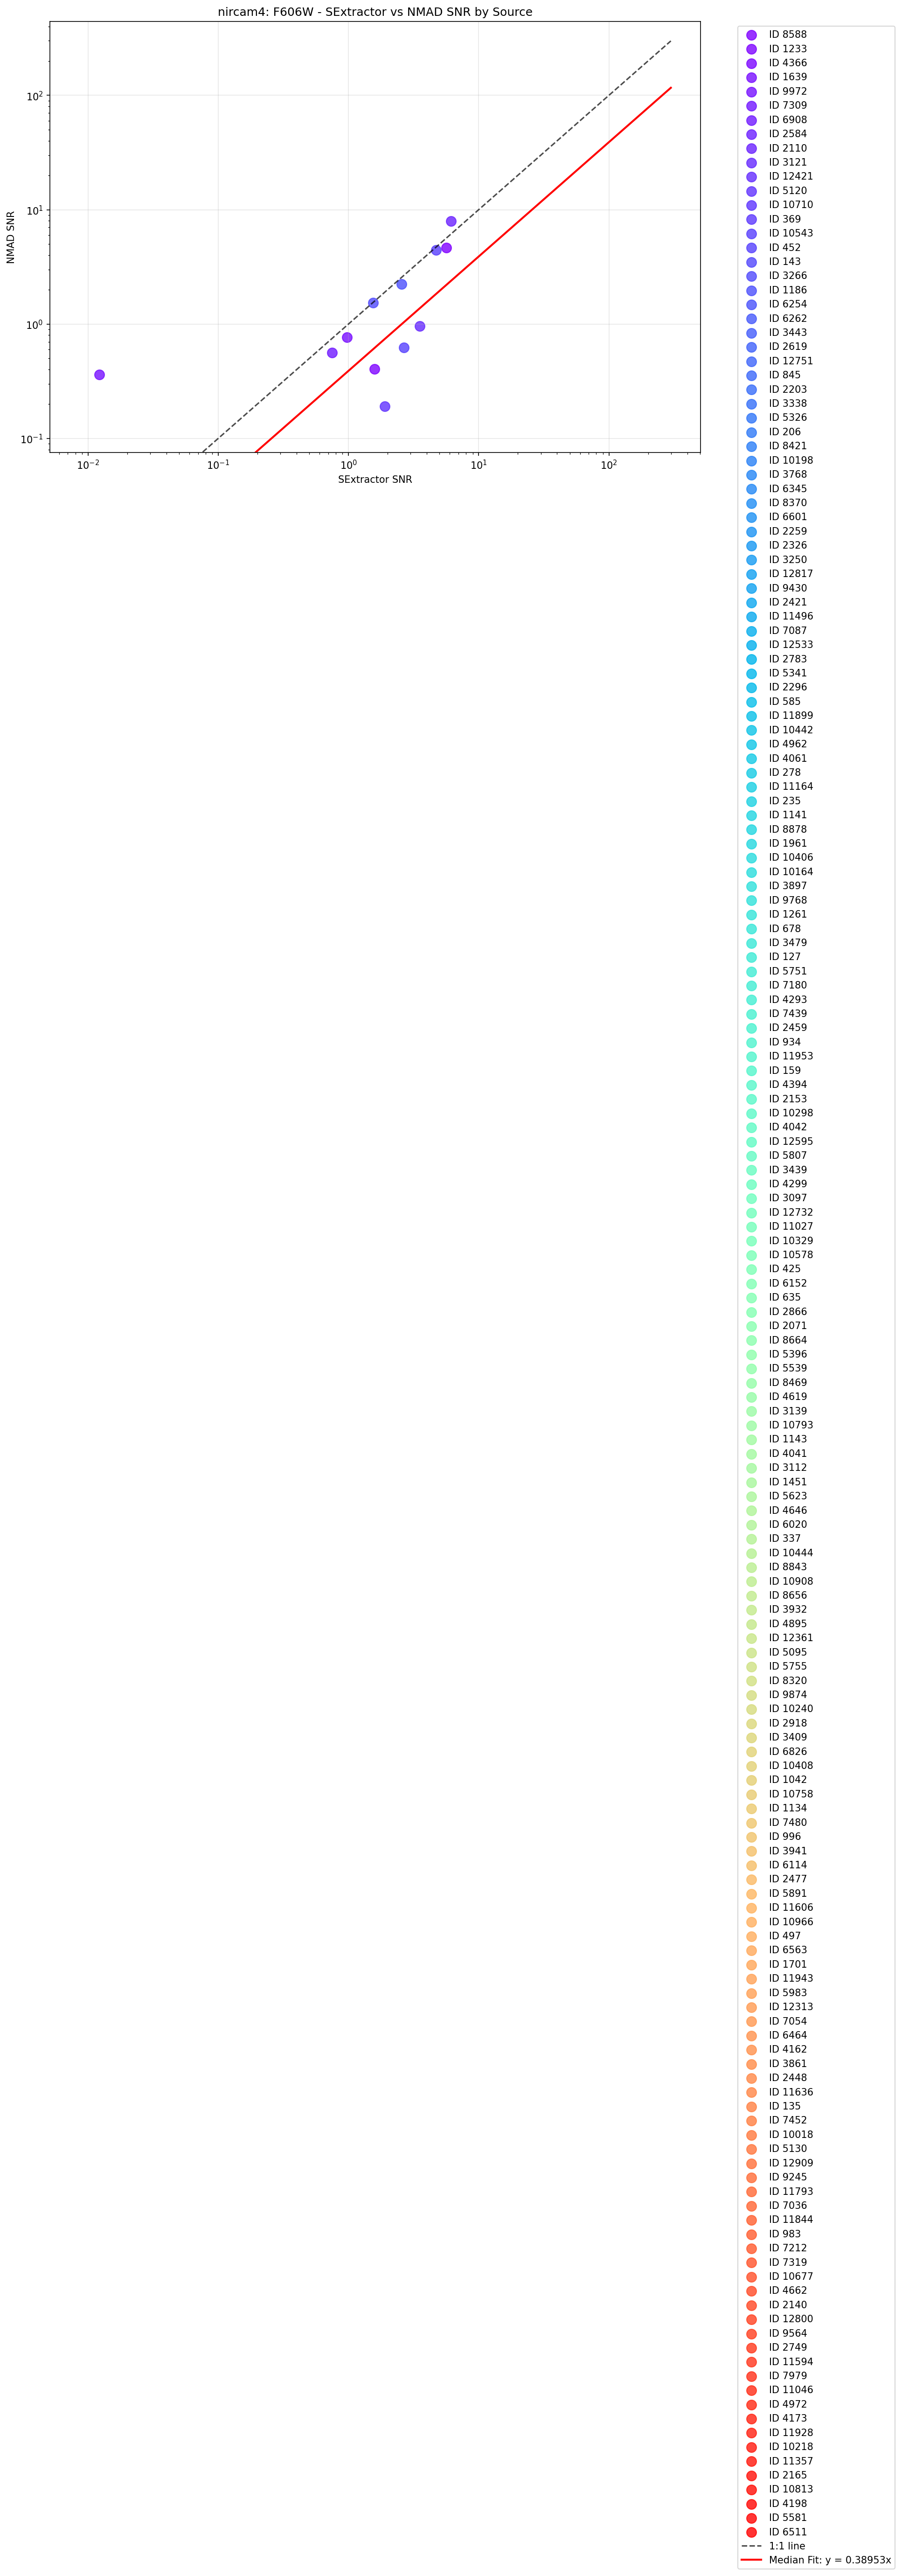 nircam4: F606W - SExtractor vs NMAD SNR by Source
NMAD SNR
10²
10¹
10⁰
10⁻¹
10⁻²
10⁻¹
10⁰
10¹
10²
SExtractor SNR
ID 8588
ID 1233
ID 4366
ID 1639
ID 9972
ID 7309
ID 6908
ID 2584
ID 2110
ID 3121
ID 12421
ID 5120
ID 10710
ID 369
ID 10543
ID 452
ID 143
ID 3266
ID 1186
ID 6254
ID 6262
ID 3443
ID 2619
ID 12751
ID 845
ID 2203
ID 3338
ID 5326
ID 206
ID 8421
ID 10198
ID 3768
ID 6345
ID 8370
ID 6601
ID 2259
ID 2326
ID 3250
ID 12817
ID 9430
ID 2421
ID 11496
ID 7087
ID 12533
ID 2783
ID 5341
ID 2296
ID 585
ID 11899
ID 10442
ID 4962
ID 4061
ID 278
ID 11164
ID 235
ID 1141
ID 8878
ID 1961
ID 10406
ID 10164
ID 3897
ID 9768
ID 1261
ID 678
ID 3479
ID 127
ID 5751
ID 7180
ID 4293
ID 7439
ID 2459
ID 934
ID 11953
ID 159
ID 4394
ID 2153
ID 10298
ID 4042
ID 12595
ID 5807
ID 3439
ID 4299
ID 3097
ID 12732
ID 11027
ID 10329
ID 10578
ID 425
ID 6152
ID 635
ID 2866
ID 2071
ID 8664
ID 5396
ID 5539
ID 8469
ID 4619
ID 3139
ID 10793
ID 1143
ID 4041
ID 3112
ID 1451
ID 5623
ID 4646
ID 6020
ID 337
ID 10444
ID 8843
ID 10908
ID 8656
ID 3932
ID 4895
ID 12361
ID 5095
ID 5755
ID 8320
ID 9874
ID 10240
ID 2918
ID 3409
ID 6826
ID 10408
ID 1042
ID 10758
ID 1134
ID 7480
ID 996
ID 3941
ID 6114
ID 2477
ID 5891
ID 11606
ID 10966
ID 497
ID 6563
ID 1701
ID 11943
ID 5983
ID 12313
ID 7054
ID 6464
ID 4162
ID 3861
ID 2448
ID 11636
ID 135
ID 7452
ID 10018
ID 5130
ID 12909
ID 9245
ID 11793
ID 7036
ID 11844
ID 983
ID 7212
ID 7319
ID 10677
ID 4662
ID 2140
ID 12800
ID 9564
ID 2749
ID 11594
ID 7979
ID 11046
ID 4972
ID 4173
ID 11928
ID 10218
ID 11357
ID 2165
ID 10813
ID 4198
ID 5581
ID 6511
1:1 line
Median Fit: y = 0.38953x